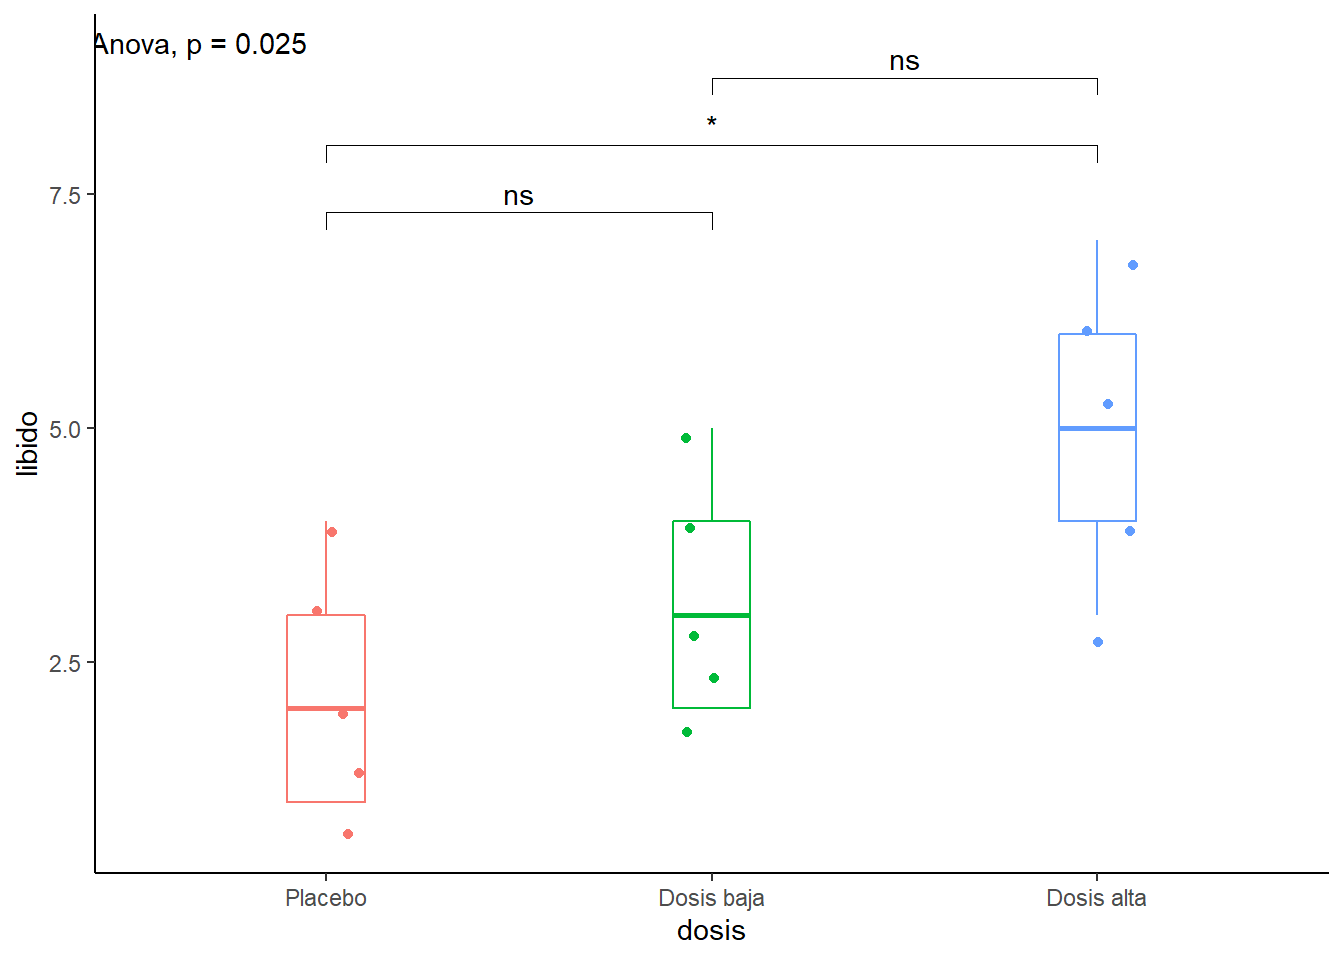 Anova, p = 0.025
ns
*
7.5
ns
5.0
libido
2.5
Placebo
Dosis baja
Dosis alta
dosis